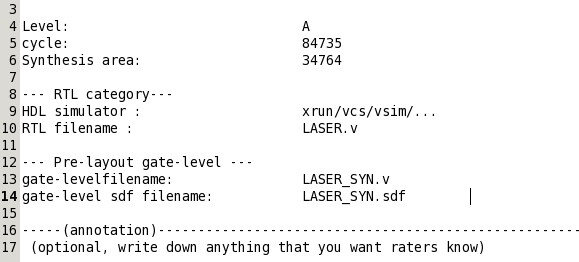 3
4 Level: A
5 cycle: 84735
6 Synthesis area: 34764
7
8 --- RTL category---
9 HDL simulator : xrun/vcs/vsim/...
10 RTL filename : LASER.v
11
12 --- Pre-layout gate-level ---
13 gate-levelfilename: LASER_SYN.v
14 gate-level sdf filename: LASER_SYN.sdf
15
16 -----(annotation)-----------------------------------------------------
17 (optional, write down anything that you want raters know)